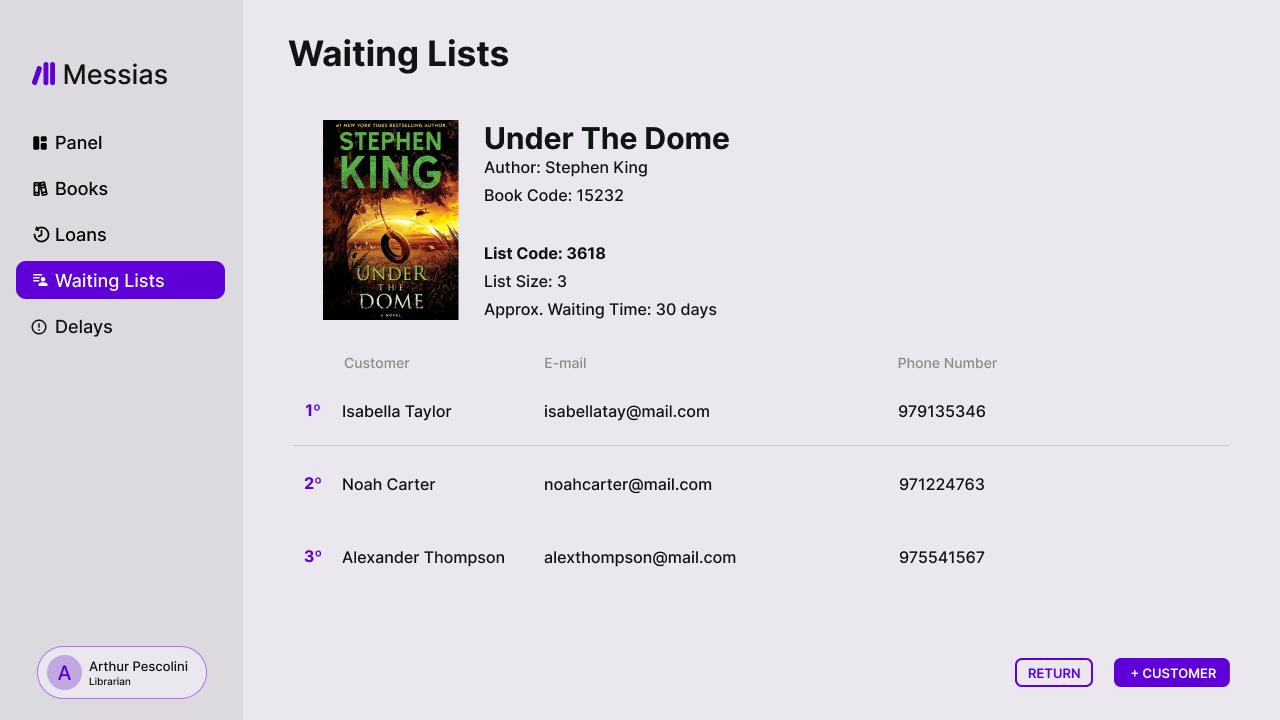 Messias
Panel
Books
Loans
Waiting Lists
Delays
A
Arthur Pescolini
Librarian
Waiting Lists
#1 NEW YORK TIMES BESTSELLING AUTHOR
STEPHEN
KING
UNDER
THE
DOME
A NOVEL
Under The Dome
Author: Stephen King
Book Code: 15232
List Code: 3618
List Size: 3
Approx. Waiting Time: 30 days
Customer E-mail Phone Number
1º Isabella Taylor isabellatay@mail.com 979135346
2º Noah Carter noahcarter@mail.com 971224763
3º Alexander Thompson alexthompson@mail.com 975541567
RETURN + CUSTOMER